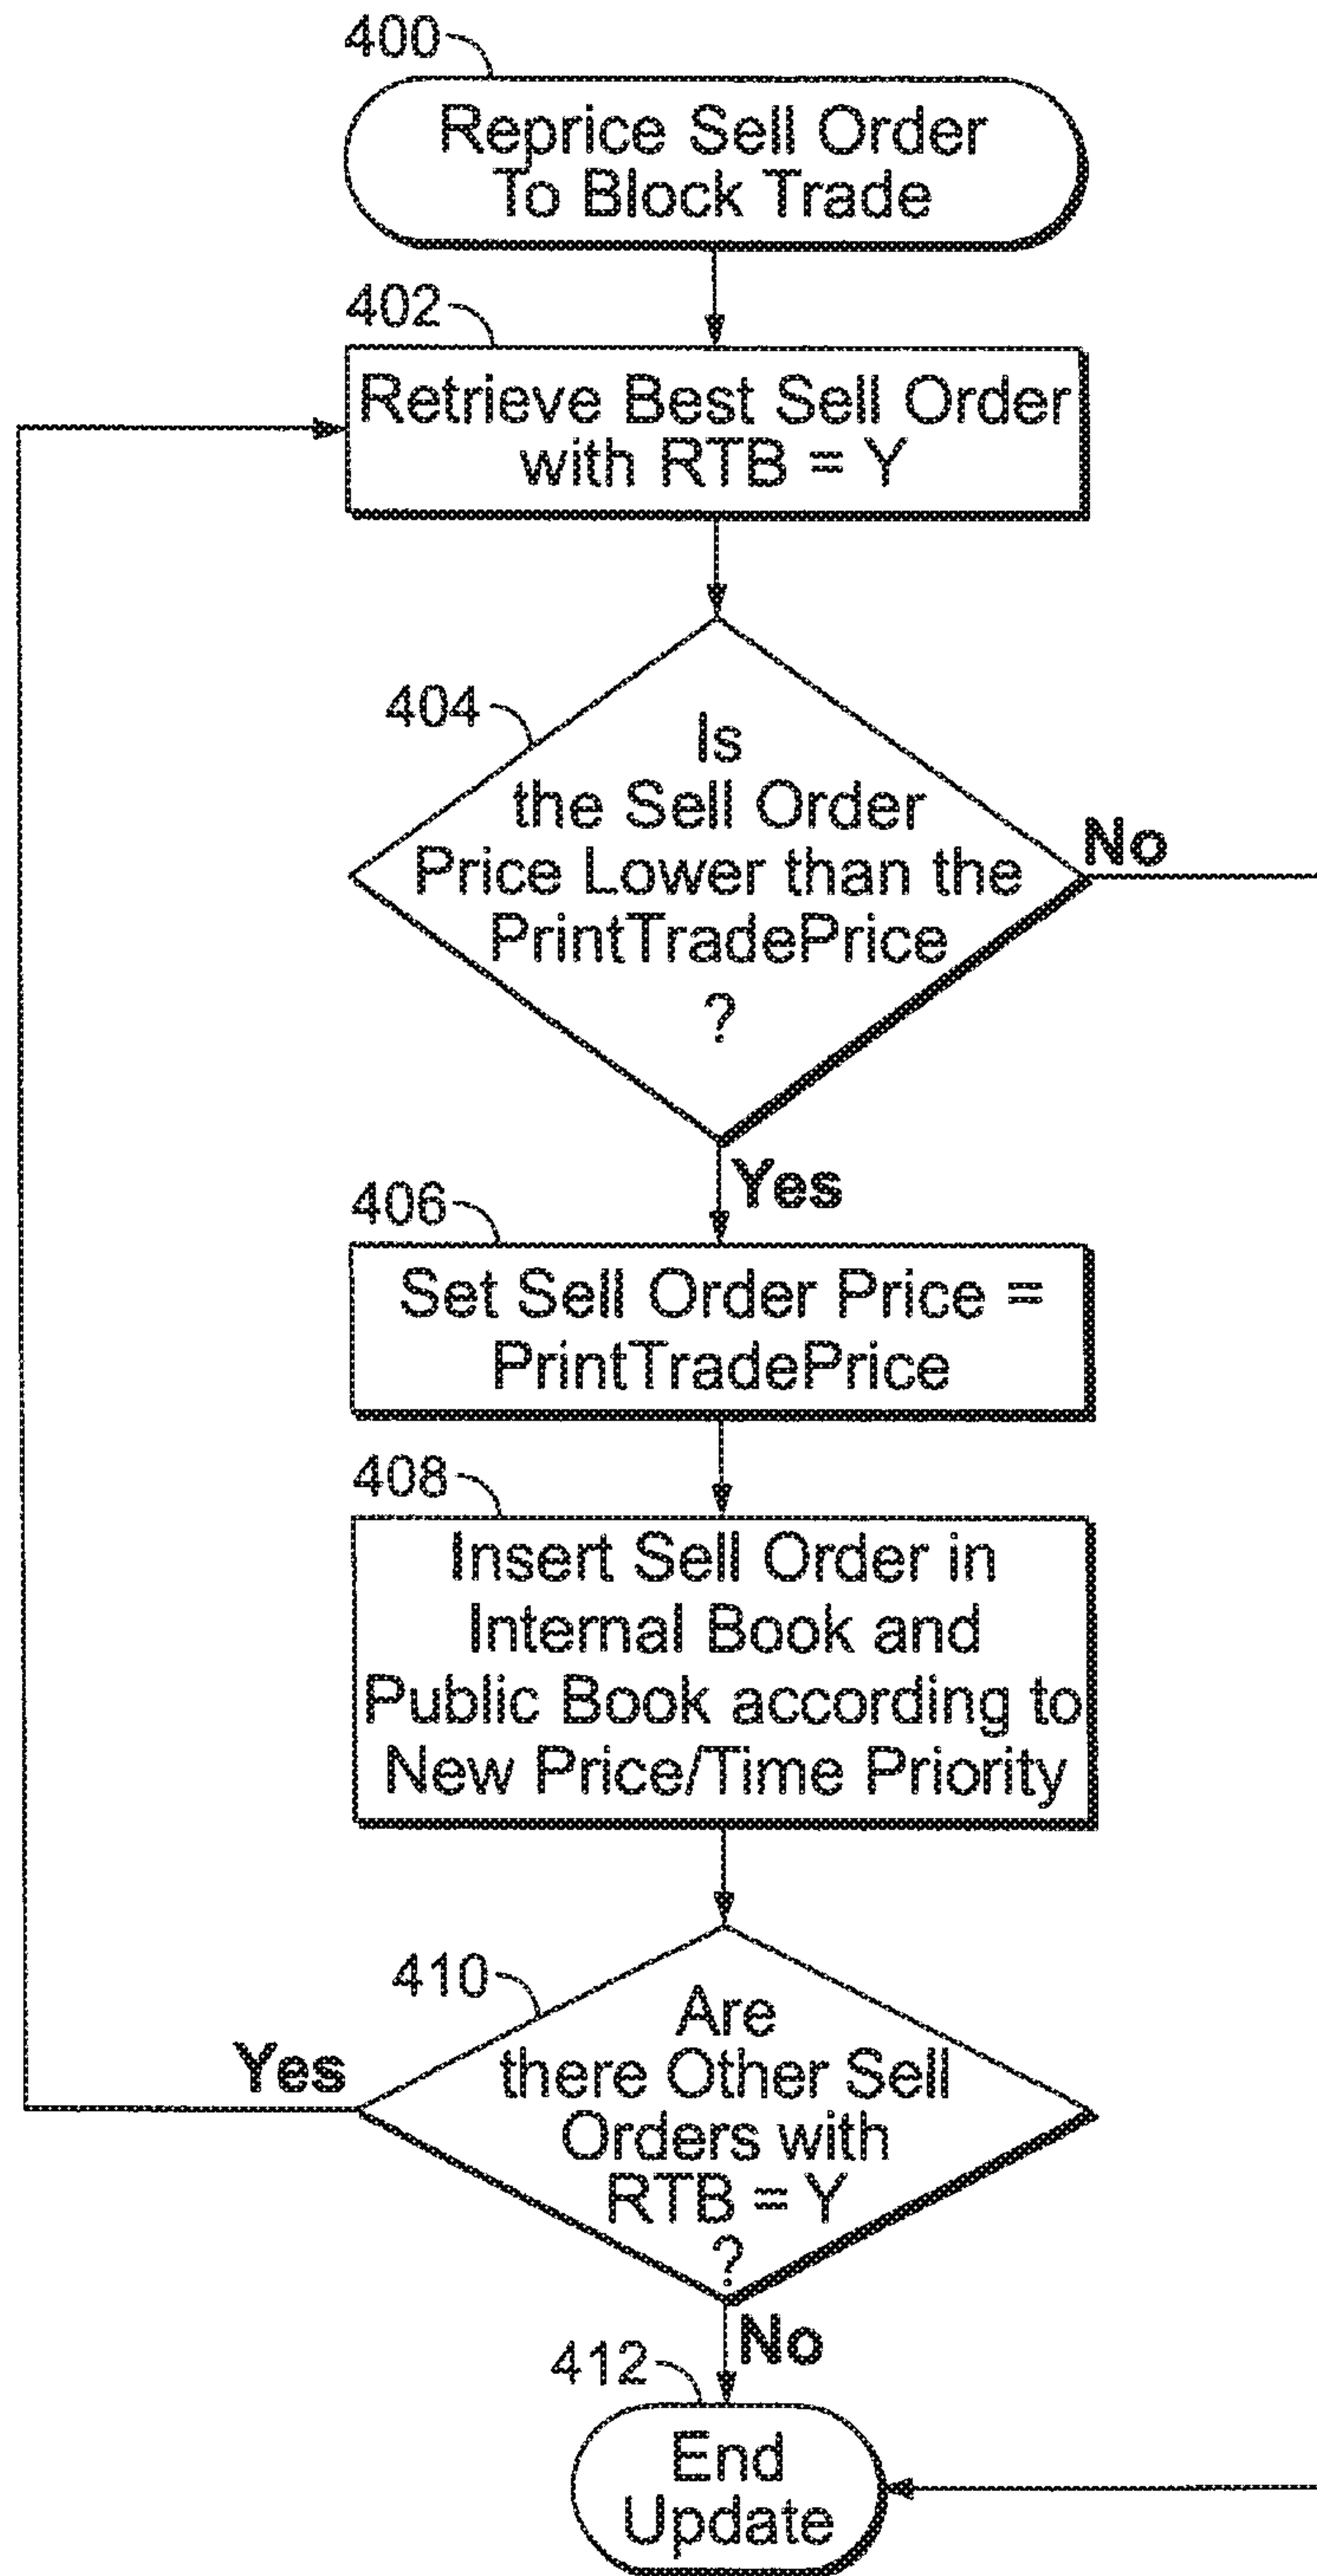 400
Reprice Sell Order
To Block Trade
402
Retrieve Best Sell Order
with RTB = Y
404
Is
the Sell Order
Price Lower than the
PrintTradePrice
?
No
Yes
406
Set Sell Order Price =
PrintTradePrice
408
Insert Sell Order in
Internal Book and
Public Book according to
New Price/Time Priority
410
Are
there Other Sell
Orders with
RTB = Y
?
Yes
No
412
End
Update